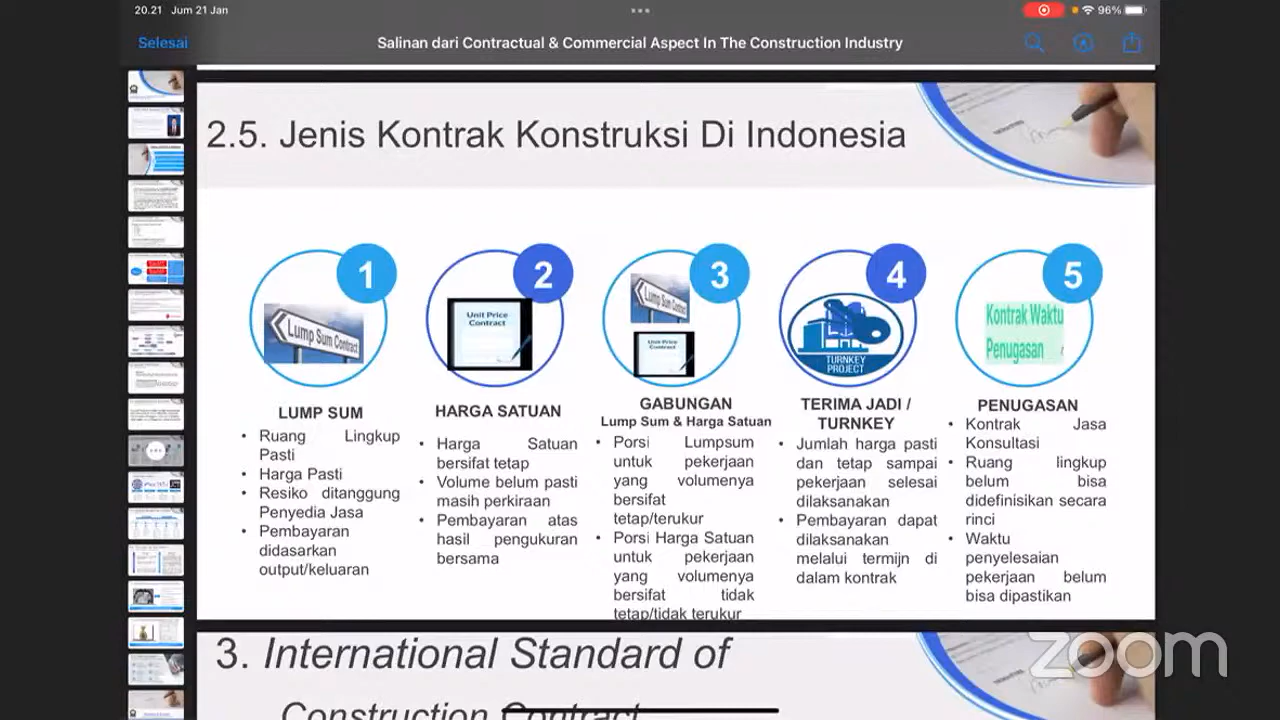 20.21 Jum 21 Jan
96%
Selesai
Salinan dari Contractual & Commercial Aspect In The Construction Industry
2.5. Jenis Kontrak Konstruksi Di Indonesia
1
Lump Sum Contract
LUMP SUM
• Ruang Lingkup
Pasti
• Harga Pasti
• Resiko ditanggung
Penyedia Jasa
• Pembayaran
didasarkan
output/keluaran
2
Unit Price
Contract
HARGA SATUAN
• Harga Satuan
bersifat tetap
• Volume belum pasti
masih perkiraan
• Pembayaran atas
hasil pengukuran
bersama
3
Lump Sum Contract
Unit Price
Contract
GABUNGAN
Lump Sum & Harga Satuan
• Porsi Lumpsum
untuk pekerjaan
yang volumenya
bersifat
tetap/terukur
• Porsi Harga Satuan
untuk pekerjaan
yang volumenya
bersifat tidak
tetap/tidak terukur
4
TURNKEY
PROJECT
TERIMA JADI /
TURNKEY
• Jumlah harga pasti
dan tetap sampai
pekerjaan selesai
dilaksanakan
• Pembayaran dapat
dilaksanakan
melalui termijn di
dalam kontrak
5
Kontrak Waktu
Penugasan
PENUGASAN
• Kontrak Jasa
Konsultasi
• Ruang lingkup
belum bisa
didefinisikan secara
rinci
• Waktu
penyelesaian
pekerjaan belum
bisa dipastikan
3. International Standard of
Construction Contract
zoom